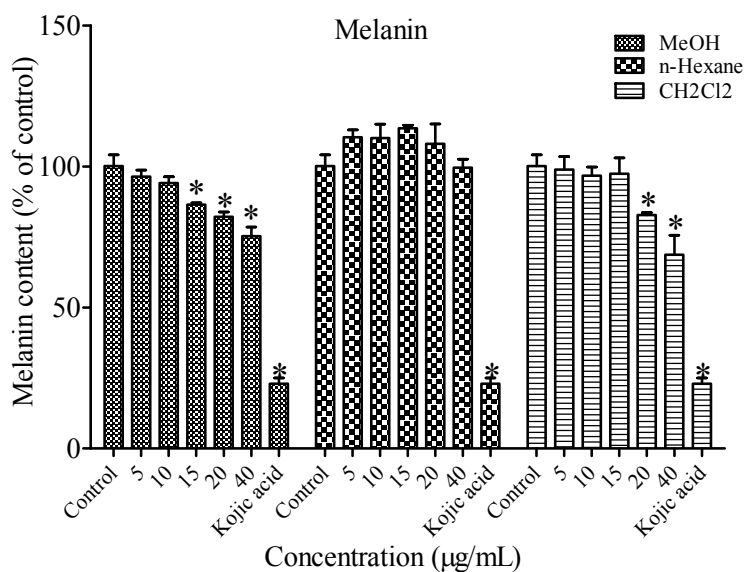 Melanin
MeOH
n-Hexane
CH2Cl2
Melanin content (% of control)
150
100
50
0
* * * * * * * *
Control 5 10 15 20 40 Kojic acid Control 5 10 15 20 40 Kojic acid Control 5 10 15 20 40 Kojic acid
Concentration (μg/mL)